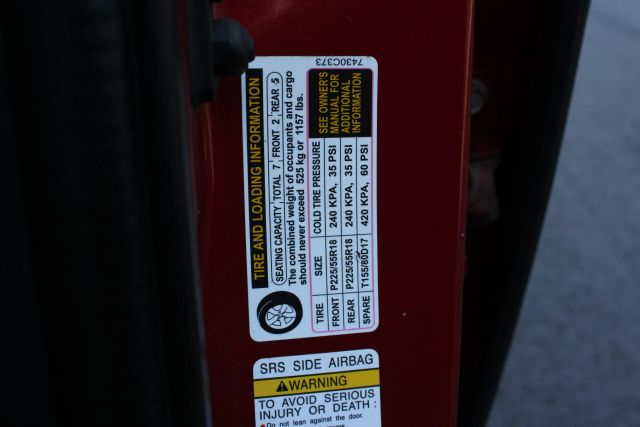 TIRE AND LOADING INFORMATION
SEATING CAPACITY TOTAL 7 FRONT 2 REAR 5
The combined weight of occupants and cargo
should never exceed 525 kg or 1157 lbs.
TIRE SIZE COLD TIRE PRESSURE
FRONT P225/55R18 240 KPA, 35 PSI
REAR P225/55R18 240 KPA, 35 PSI
SPARE T155/80D17 420 KPA, 60 PSI
SEE OWNER'S
MANUAL FOR
ADDITIONAL
INFORMATION
7430C373
SRS SIDE AIRBAG
WARNING
TO AVOID SERIOUS
INJURY OR DEATH:
Do not lean against the door.